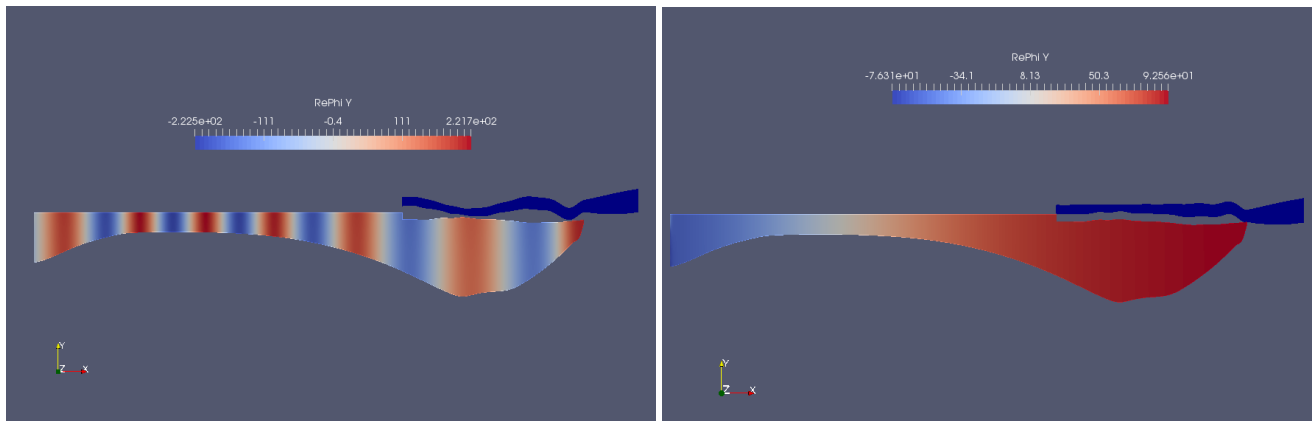 RePhi Y
-2.225e+02 -111 -0.4 111 2.217e+02
Y
Z X
RePhi Y
-7.631e+01 -34.1 8.13 50.3 9.256e+01
Y
Z X